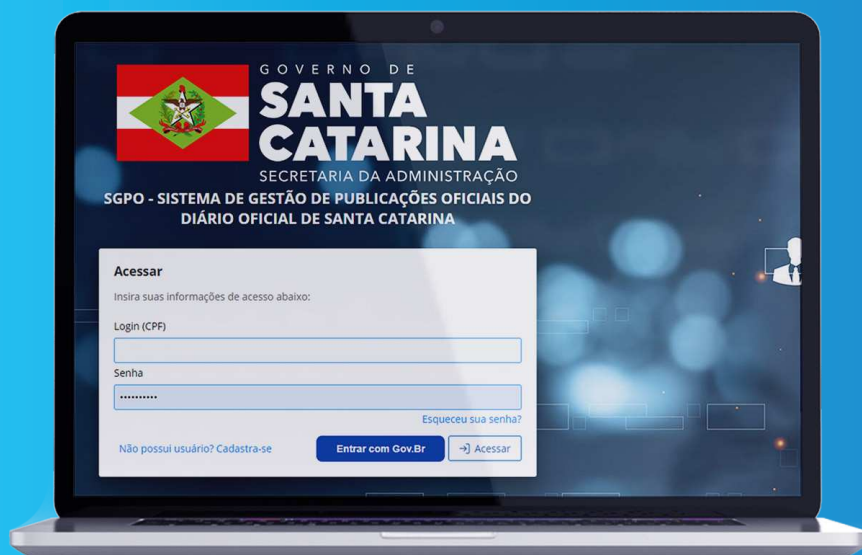 GOVERNO DE
SANTA
CATARINA
SECRETARIA DA ADMINISTRAÇÃO
SGPO - SISTEMA DE GESTÃO DE PUBLICAÇÕES OFICIAIS DO
DIÁRIO OFICIAL DE SANTA CATARINA
Acessar
Insira suas informações de acesso abaixo:
Login (CPF)
Senha
••••••••••
Esqueceu sua senha?
Não possui usuário? Cadastra-se
Entrar com Gov.Br
Acessar